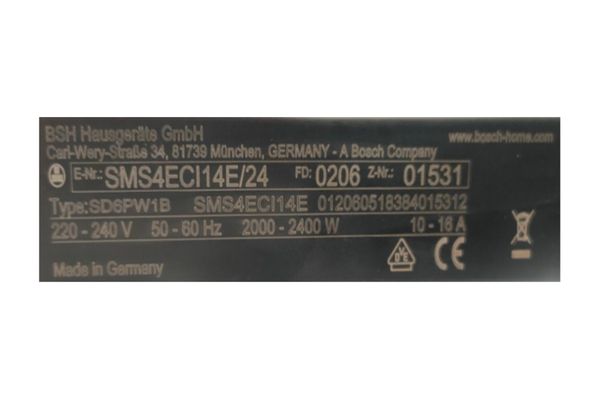 BSH Hausgeräte GmbH www.bosch-home.com
Carl-Wery-Straße 34, 81739 München, GERMANY - A Bosch Company
E-Nr.: SMS4ECI14E/24 FD: 0206 Z-Nr.: 01531
Type: SD6PW1B SMS4ECI14E 012060518384015312
220 - 240 V 50 - 60 Hz 2000 - 2400 W 10 - 16 A
DVE CE
Made in Germany